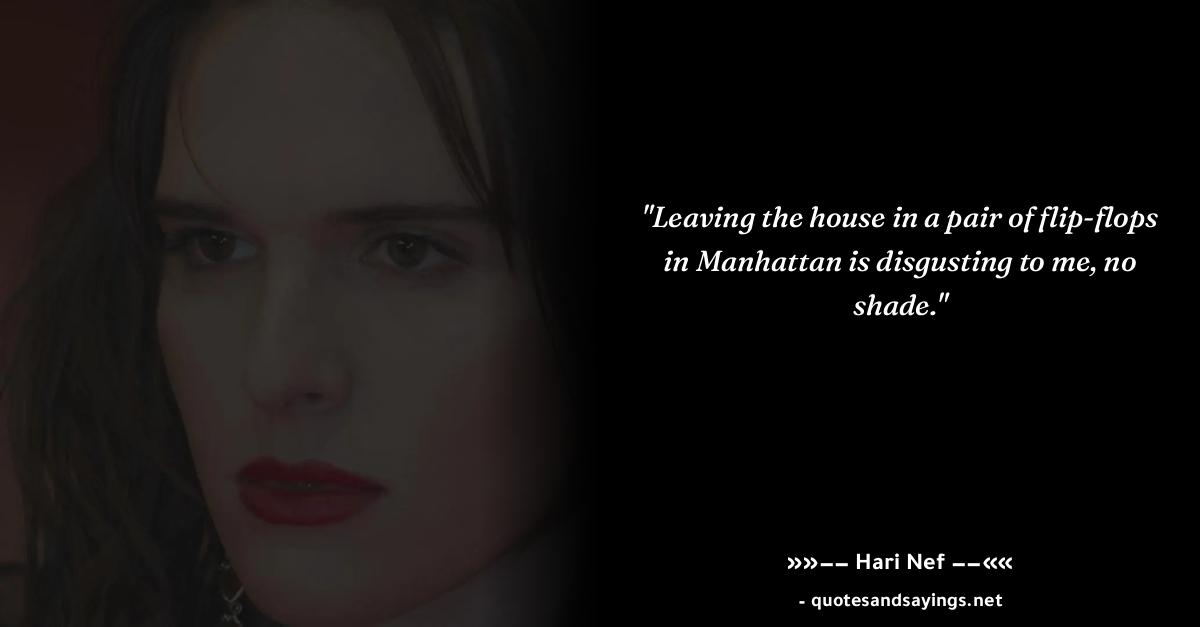 "Leaving the house in a pair of flip-flops
in Manhattan is disgusting to me, no
shade."
»»−− Hari Nef −−««
- quotesandsayings.net